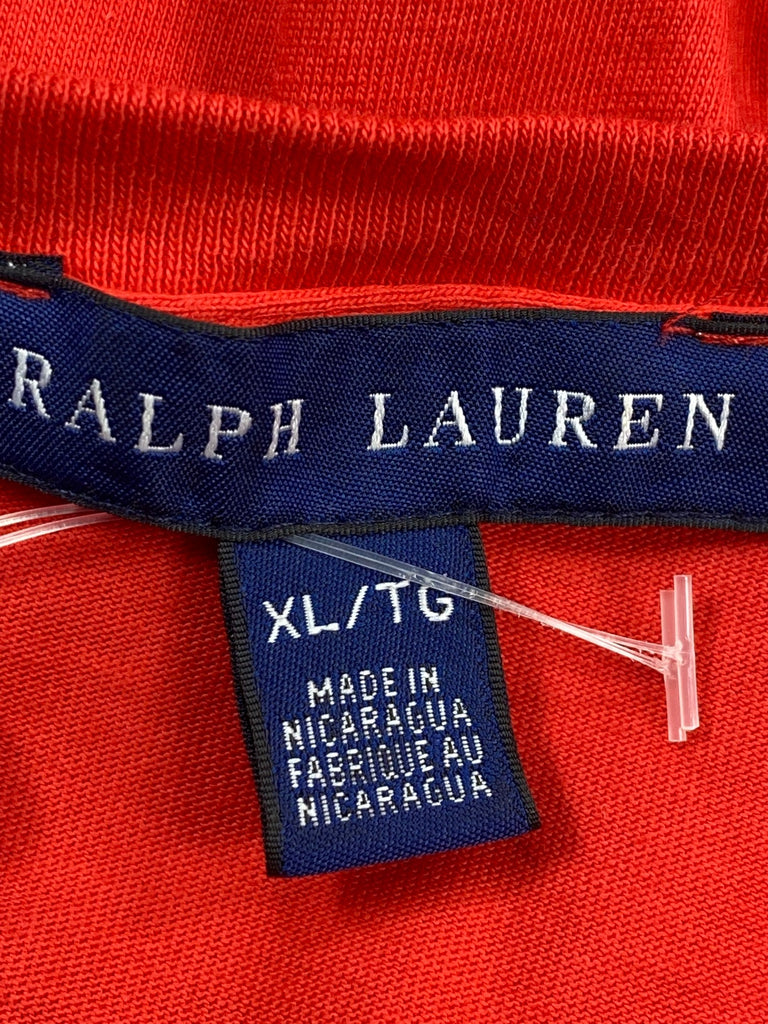 RALPH LAUREN
XL/TG
MADE IN
NICARAGUA
FABRIQUE AU
NICARAGUA